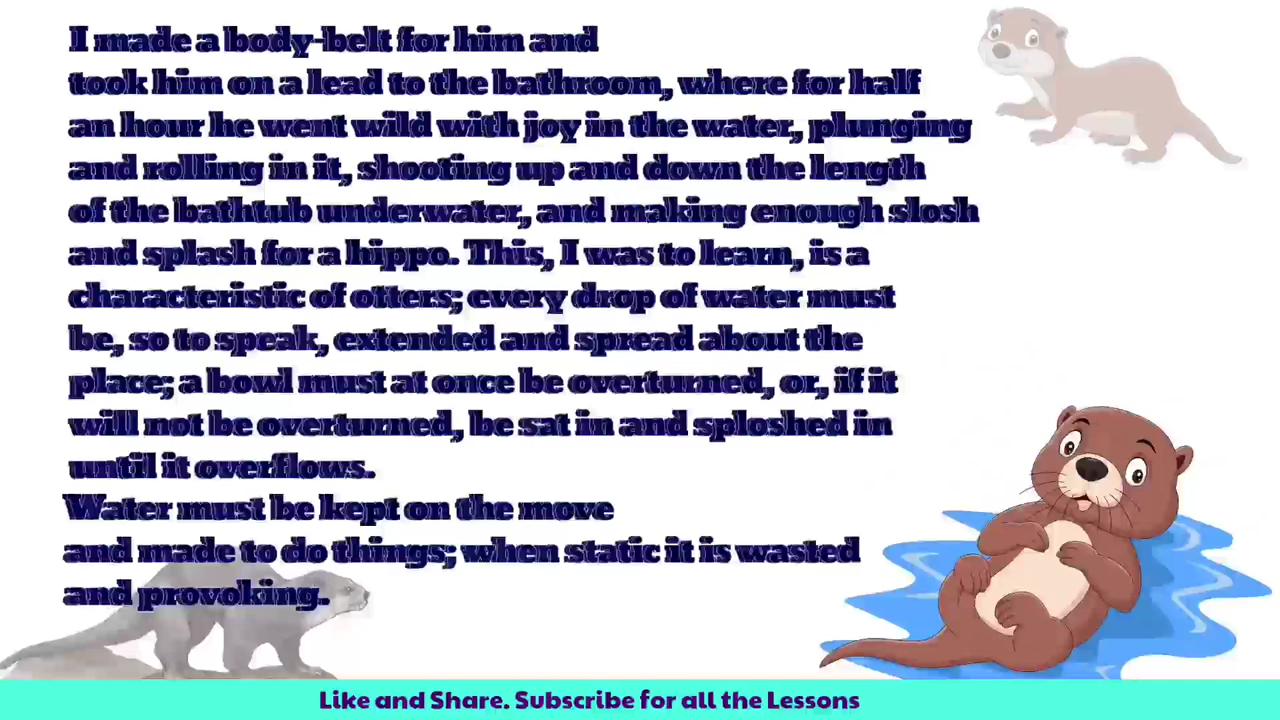 I made a body-belt for him and
took him on a lead to the bathroom, where for half
an hour he went wild with joy in the water, plunging
and rolling in it, shooting up and down the length
of the bathtub underwater, and making enough slosh
and splash for a hippo. This, I was to learn, is a
characteristic of otters; every drop of water must
be, so to speak, extended and spread about the
place; a bowl must at once be overturned, or, if it
will not be overturned, be sat in and sploshed in
until it overflows.
Water must be kept on the move
and made to do things; when static it is wasted
and provoking.
Like and Share. Subscribe for all the Lessons